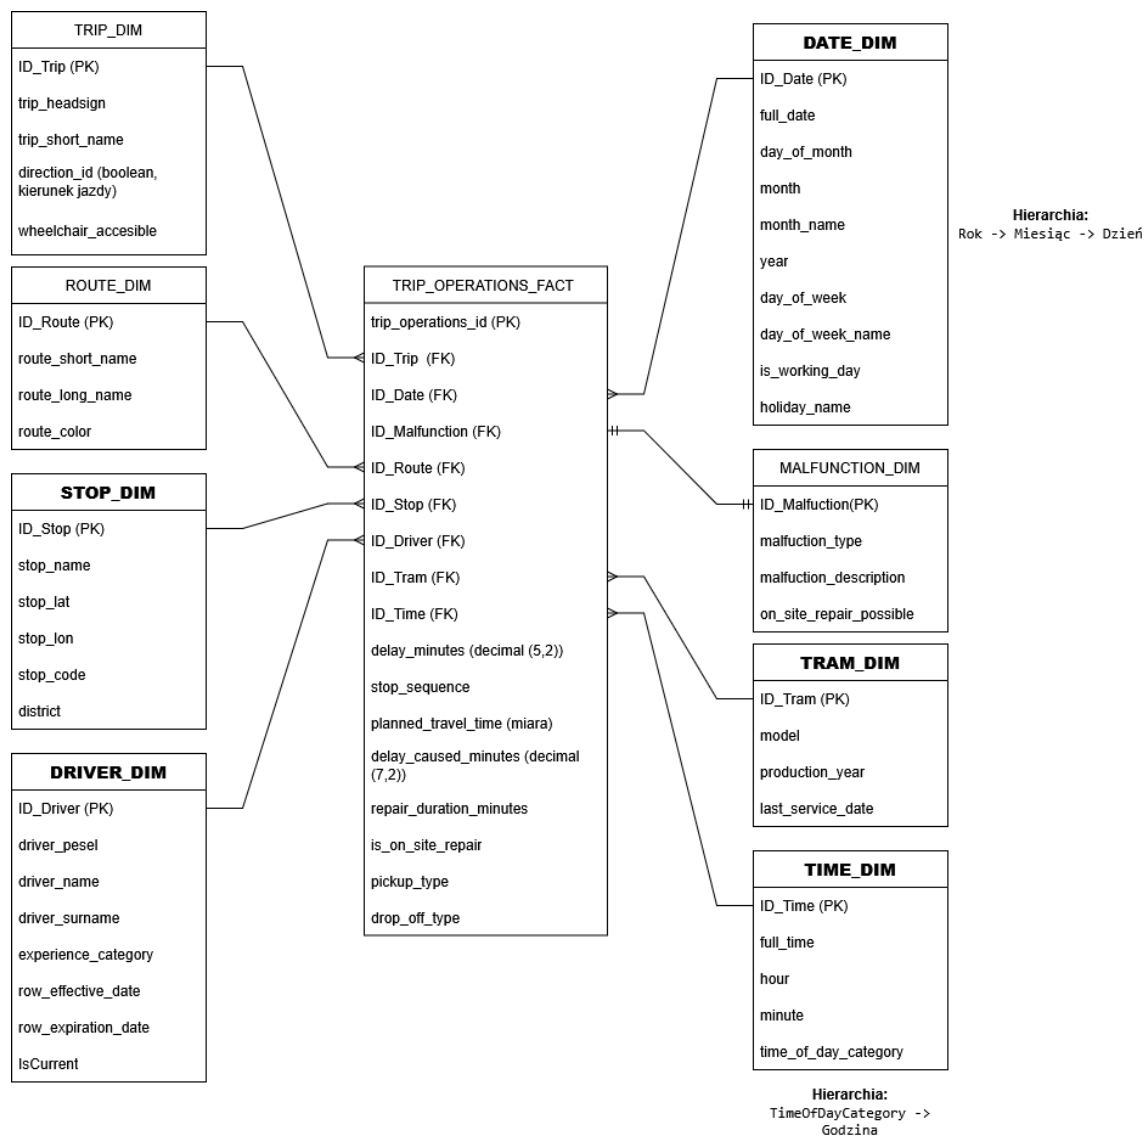 TRIP_DIM
ID_Trip (PK)
trip_headsign
trip_short_name
direction_id (boolean,
kierunek jazdy)
wheelchair_accesible
ROUTE_DIM
ID_Route (PK)
route_short_name
route_long_name
route_color
STOP_DIM
ID_Stop (PK)
stop_name
stop_lat
stop_lon
stop_code
district
DRIVER_DIM
ID_Driver (PK)
driver_pesel
driver_name
driver_surname
experience_category
row_effective_date
row_expiration_date
IsCurrent
TRIP_OPERATIONS_FACT
trip_operations_id (PK)
ID_Trip (FK)
ID_Date (FK)
ID_Malfunction (FK)
ID_Route (FK)
ID_Stop (FK)
ID_Driver (FK)
ID_Tram (FK)
ID_Time (FK)
delay_minutes (decimal (5,2))
stop_sequence
planned_travel_time (miara)
delay_caused_minutes (decimal
(7,2))
repair_duration_minutes
is_on_site_repair
pickup_type
drop_off_type
DATE_DIM
ID_Date (PK)
full_date
day_of_month
month
month_name
year
day_of_week
day_of_week_name
is_working_day
holiday_name
Hierarchia:
Rok -> Miesiąc -> Dzień
MALFUNCTION_DIM
ID_Malfuction(PK)
malfuction_type
malfuction_description
on_site_repair_possible
TRAM_DIM
ID_Tram (PK)
model
production_year
last_service_date
TIME_DIM
ID_Time (PK)
full_time
hour
minute
time_of_day_category
Hierarchia:
TimeOfDayCategory ->
Godzina